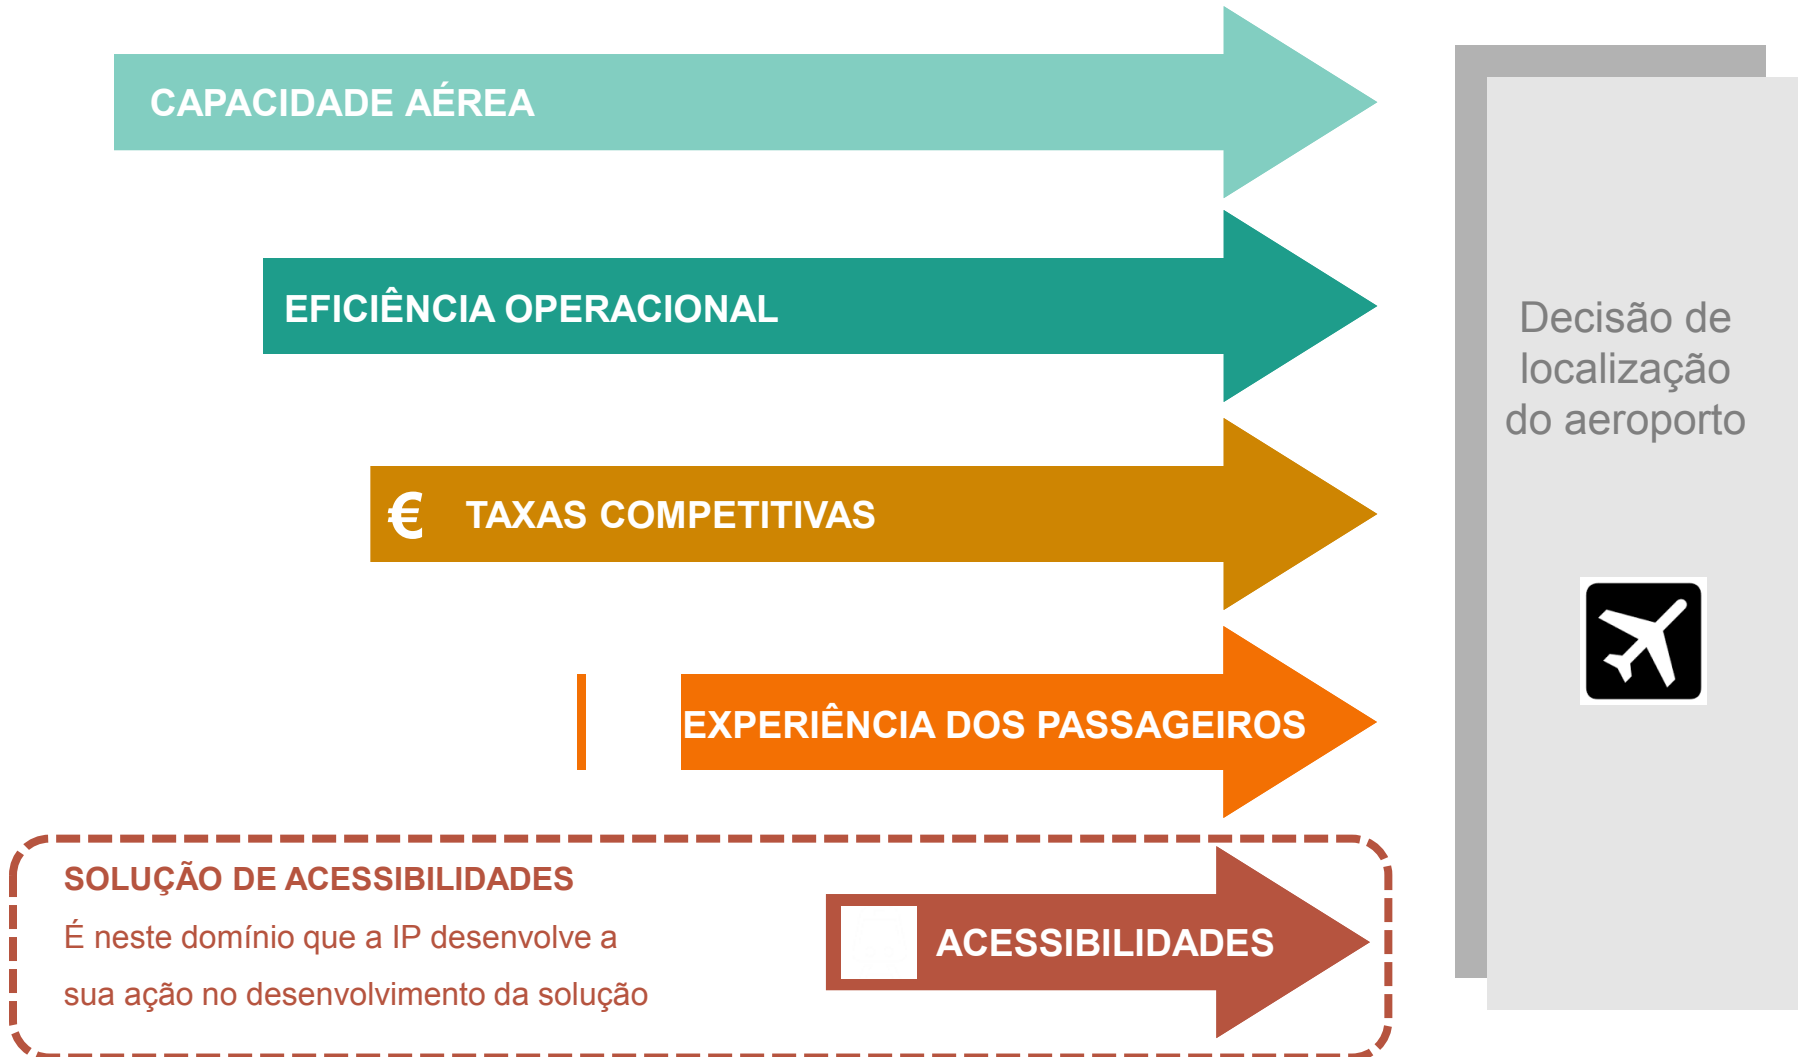 CAPACIDADE AÉREA
EFICIÊNCIA OPERACIONAL
€ TAXAS COMPETITIVAS
EXPERIÊNCIA DOS PASSAGEIROS
SOLUÇÃO DE ACESSIBILIDADES
É neste domínio que a IP desenvolve a
sua ação no desenvolvimento da solução
ACESSIBILIDADES
Decisão de
localização
do aeroporto